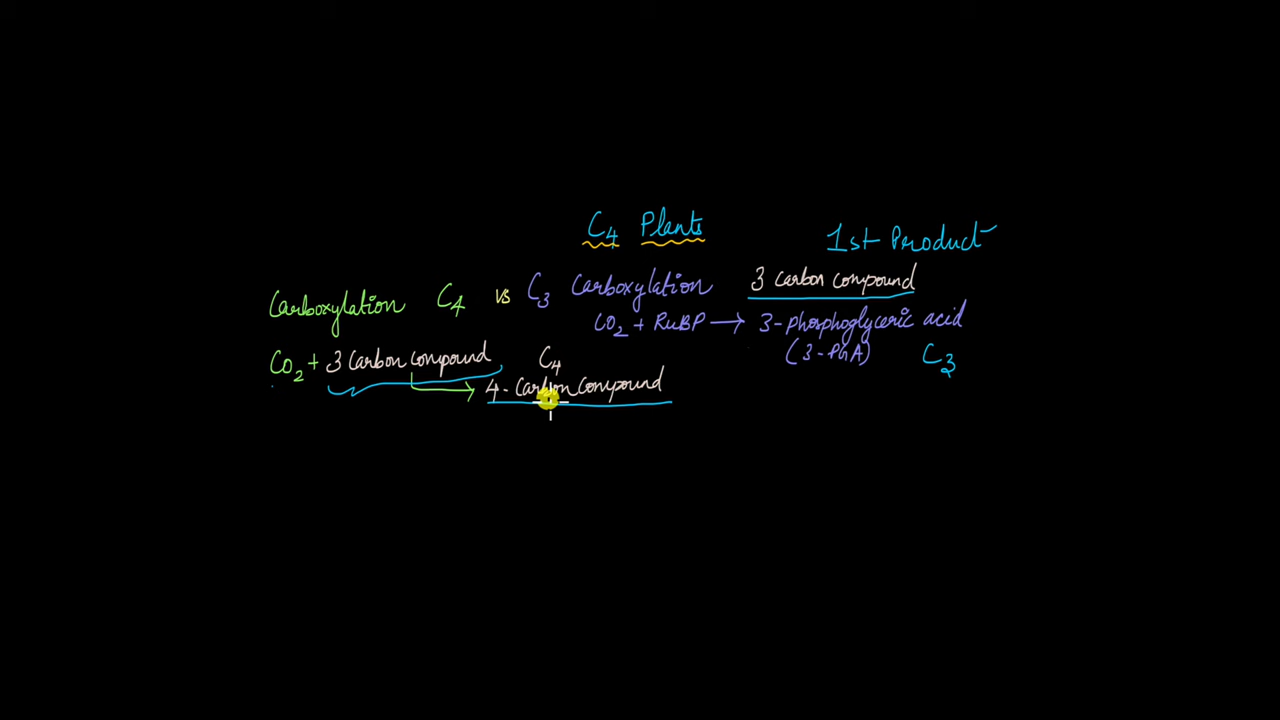 C4 Plants
1st Product
Carboxylation C4 vs C3 Carboxylation
3 Carbon compound
CO2 + RuBP → 3-phosphoglyceric acid
(3-PGA) C3
CO2 + 3 Carbon compound
C4
4-Carbon Compound